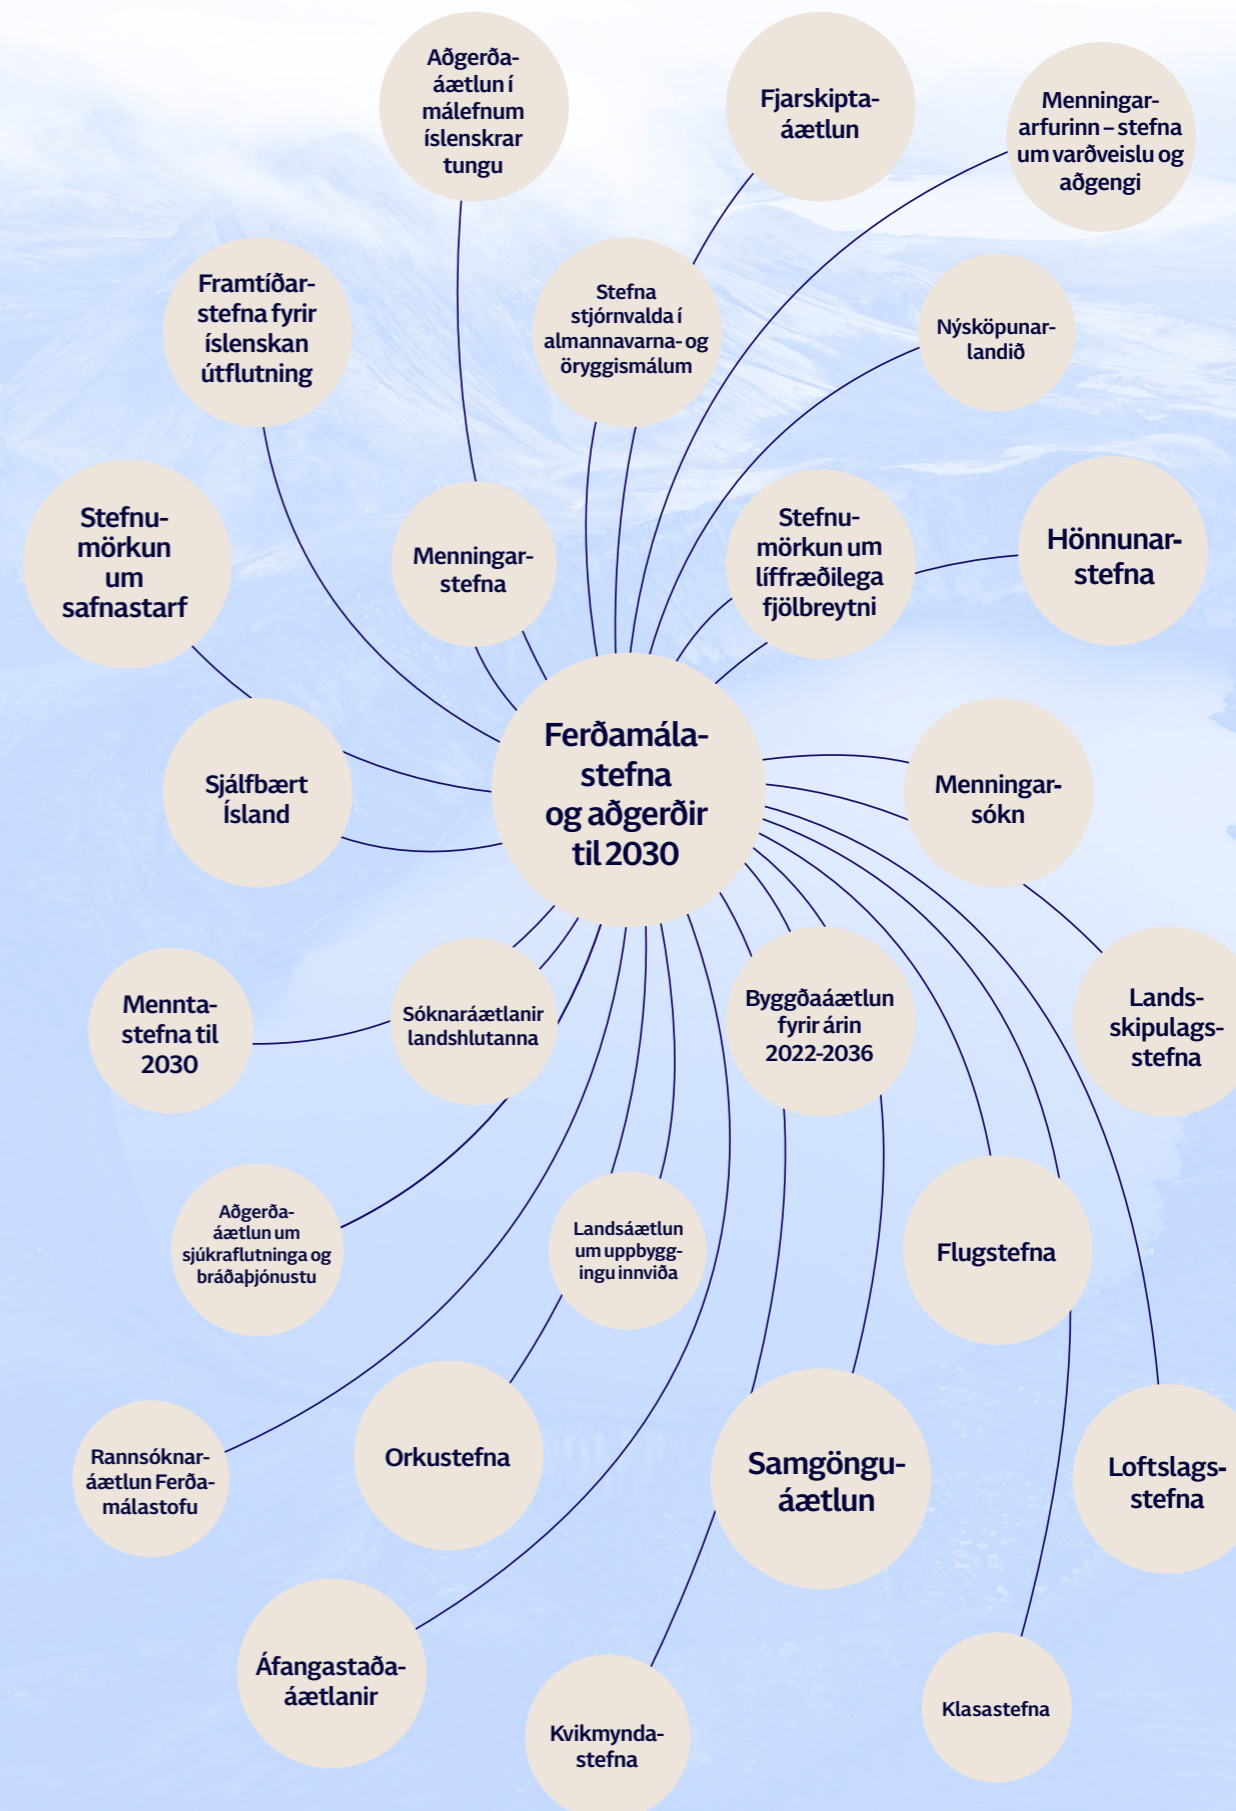 Aðgerða-
áætlun í
málefnum
íslenskrar
tungu
Fjarskipta-
áætlun
Menningar-
arfurinn – stefna
um varðveislu og
aðgengi
Framtíðar-
stefna fyrir
íslenskan
útflutning
Stefna
stjórnvalda í
almannavarna- og
öryggismálum
Nýsköpunar-
landið
Stefnu-
mörkun
um
safnastarf
Menningar-
stefna
Stefnu-
mörkun um
líffræðilega
fjölbreytni
Hönnunar-
stefna
Sjálfbært
Ísland
Ferðamála-
stefna
og aðgerðir
til 2030
Menningar-
sókn
Mennta-
stefna til
2030
Sóknaráætlanir
landshlutanna
Byggðaáætlun
fyrir árin
2022-2036
Lands-
skipulags-
stefna
Aðgerða-
áætlun um
sjúkraflutninga og
bráðaþjónustu
Landsáætlun
um uppbygg-
ingu innviða
Flugstefna
Rannsóknar-
áætlun Ferða-
málastofu
Orkustefna
Samgöngu-
áætlun
Loftslags-
stefna
Áfangastaða-
áætlanir
Kvikmynda-
stefna
Klasastefna